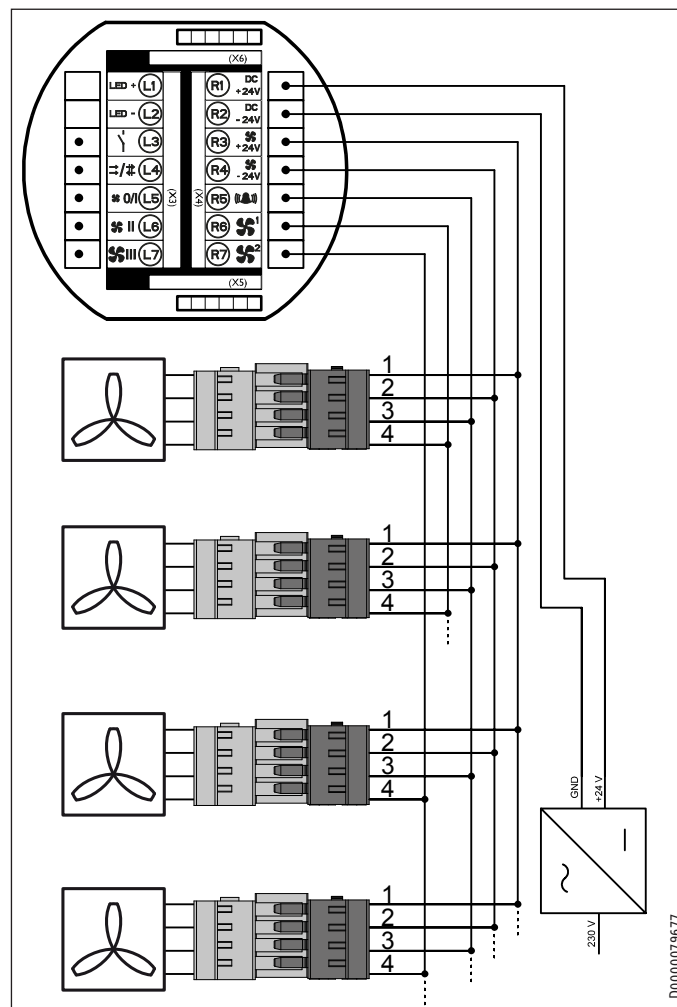 (X6)
LED + L1 R1 DC +24V
LED - L2 R2 DC -24V
L3 R3 +24V
/# L4 R4 -24V
0/I L5 R5
II L6 R6 1
III L7 R7 2
(X3)
(X4)
(X5)
1
2
3
4
1
2
3
4
1
2
3
4
1
2
3
4
GND
+24 V
230 V
D0000079677